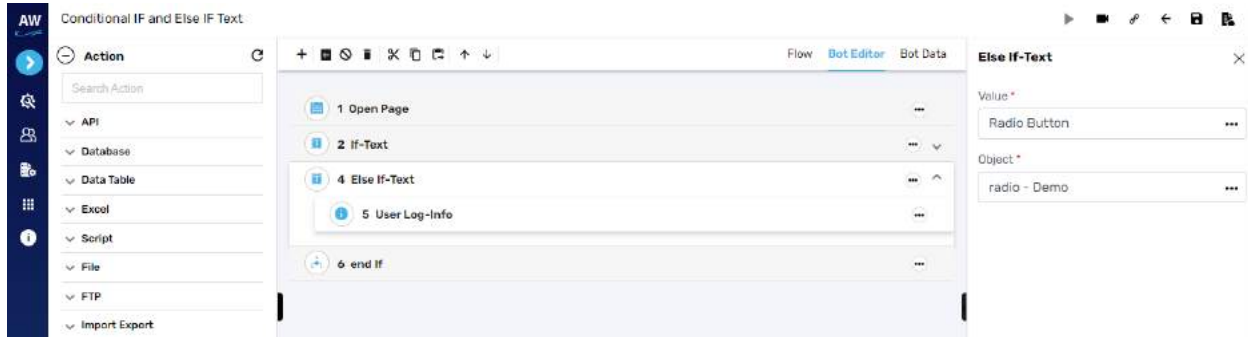 AW
Conditional IF and Else IF Text
Action
Search Action
API
Database
Data Table
Excel
Script
File
FTP
Import Export
Flow
Bot Editor
Bot Data
1 Open Page
2 If-Text
4 Else If-Text
5 User Log-Info
6 end If
Else If-Text
Value *
Radio Button
Object *
radio - Demo